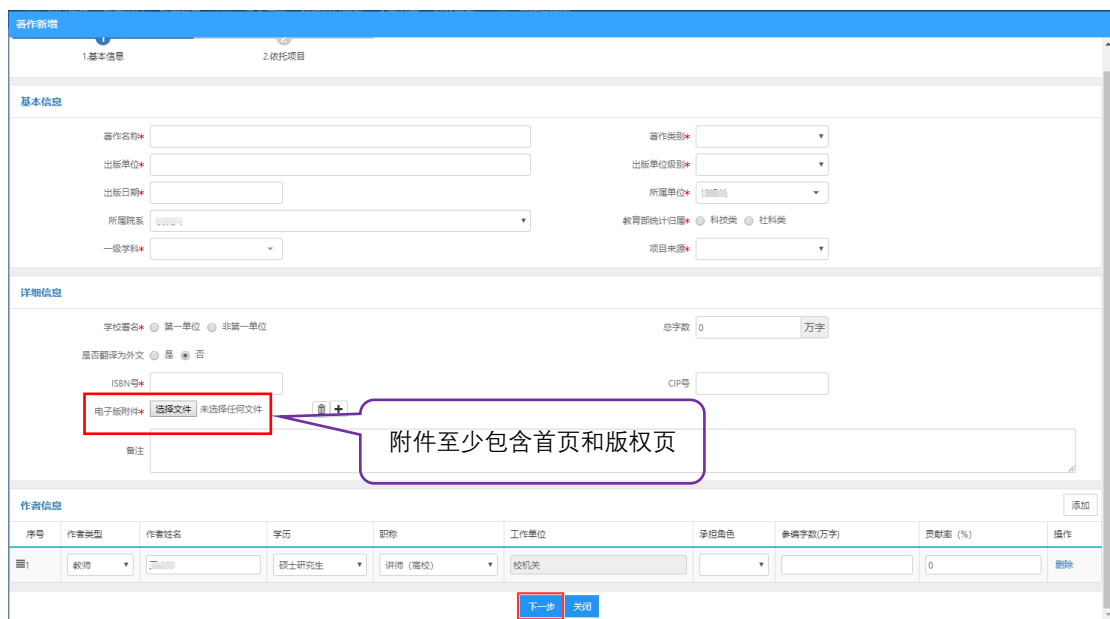 著作新增
1.基本信息 2.依托项目
基本信息
著作名称* 著作类别*
出版单位* 出版单位级别*
出版日期* 所属单位*
所属院系 教育部统计归属* 科技类 社科类
一级学科* 项目来源*
详细信息
学校署名* 第一单位 非第一单位 总字数 0 万字
是否翻译为外文 是 否
ISBN号* CIP号
电子版附件* 选择文件 未选择任何文件
附件至少包含首页和版权页
备注
作者信息 添加
序号 作者类型 作者姓名 学历 职称 工作单位 承担角色 参编字数(万字) 贡献率 (%) 操作
1 教师 硕士研究生 讲师 (高校) 校机关 0 删除
下一步 关闭